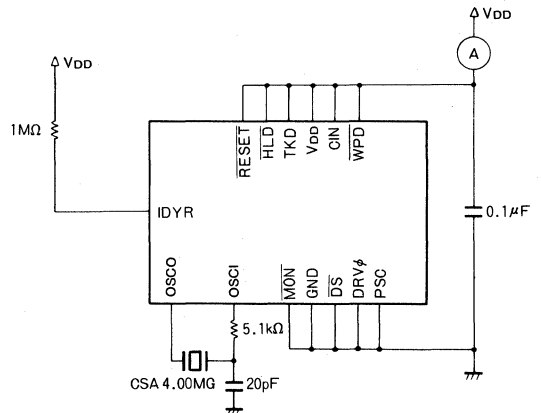 VDD
A
VDD
1MΩ
RESET
HLD
TKD
VDD
CIN
WPD
IDYR
0.1μF
OSCO
OSCI
MON
GND
DS
DRVφ
PSC
5.1kΩ
CSA 4.00MG
20pF